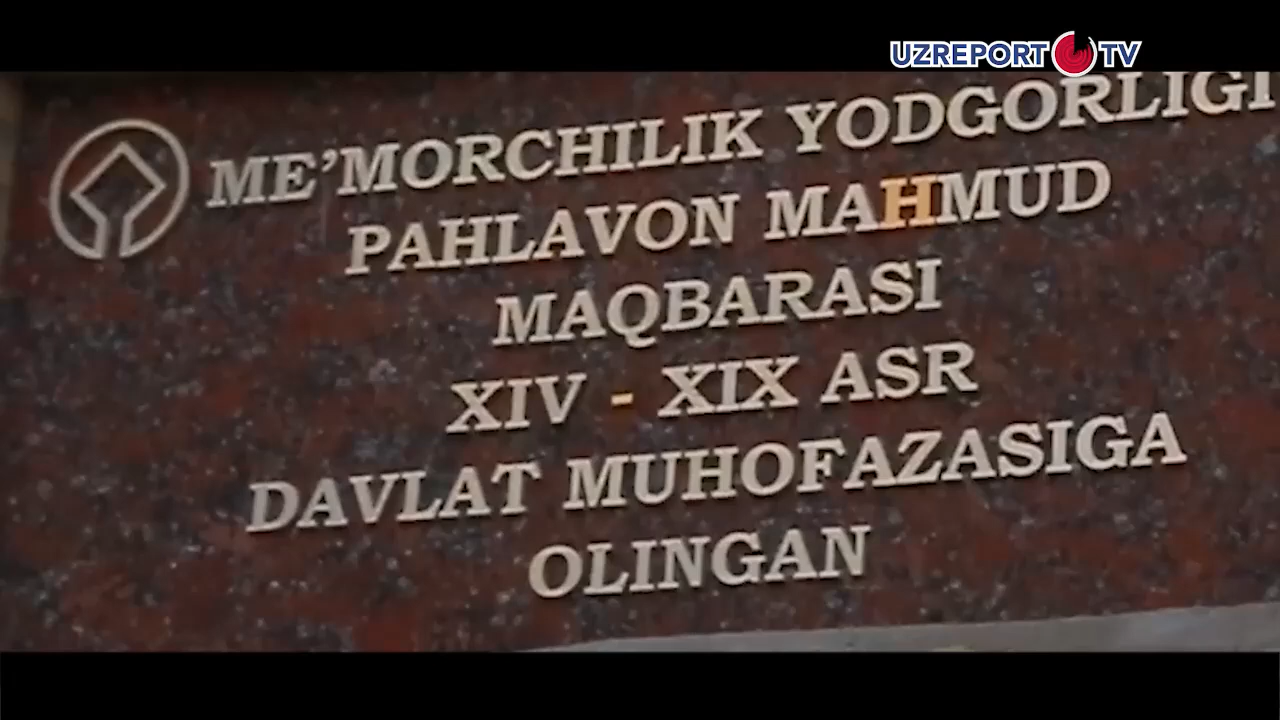 UZREPORT TV
ME'MORCHILIK YODGORLIGI
PAHLAVON MAHMUD
MAQBARASI
XIV - XIX ASR
DAVLAT MUHOFAZASIGA
OLINGAN